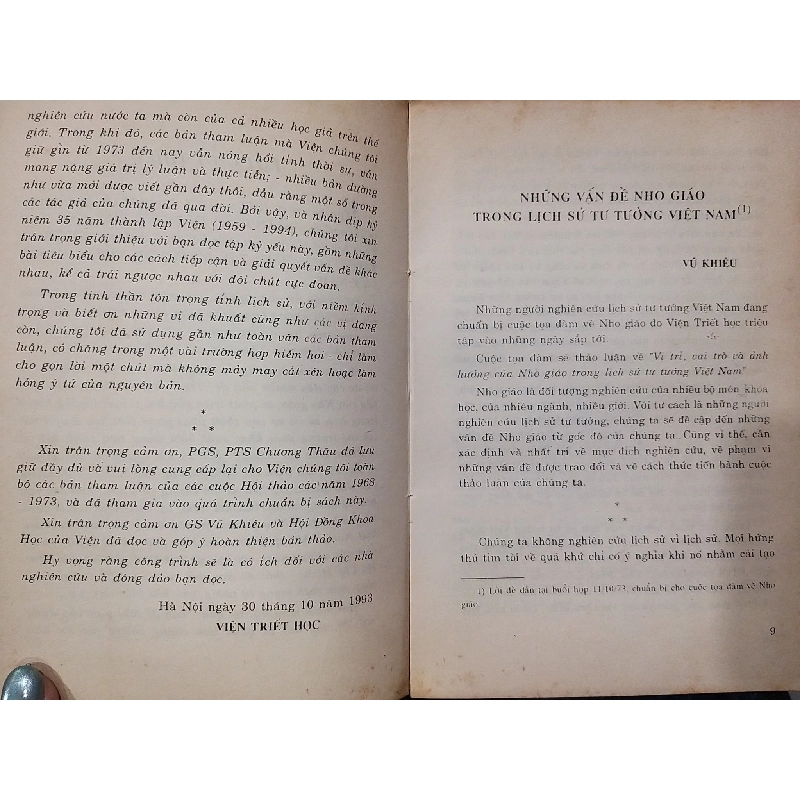 nghiên cứu nước ta mà còn của cả nhiều học giả trên thế
giới. Trong khi đó, các bản tham luận mà Viện chúng tôi
giữ gìn từ 1973 đến nay vẫn nóng hổi tính thời sự, vẫn
mang nặng giá trị lý luận và thực tiễn; - nhiều bản dường
như vừa mới được viết gần đây thôi, dẫu rằng một số trong
các tác giả của chúng đã qua đời. Bởi vậy, và nhân dịp kỷ
niệm 35 năm thành lập Viện (1959 - 1994), chúng tôi xin
trân trọng giới thiệu với bạn đọc tập kỷ yếu này, gồm những
bài tiêu biểu cho các cách tiếp cận và giải quyết vấn đề khác
nhau, kể cả trái ngược nhau với đôi chút cực đoan.
Trong tinh thần tôn trọng tính lịch sử, với niềm kính
trọng và biết ơn những vị đã khuất cũng như các vị đang
còn, chúng tôi đã sử dụng gần như toàn văn các bản tham
luận, có chăng trong một vài trường hợp hiếm hoi chỉ làm
cho gọn lời một chút mà không mảy may cắt xén hoặc làm
hỏng ý tứ của nguyên bản.
*
* *
Xin trân trọng cảm ơn, PGS, PTS Chương Thâu đã lưu
giữ đầy đủ và vui lòng cung cấp lại cho Viện chúng tôi toàn
bộ các bản tham luận của các cuộc Hội thảo các năm 1968
- 1973, và đã tham gia vào quá trình chuẩn bị sách này.
Xin trân trọng cảm ơn GS Vũ Khiêu và Hội Đồng Khoa
Học của Viện đã đọc và góp ý hoàn thiện bản thảo.
Hy vọng rằng công trình sẽ là có ích đối với các nhà
nghiên cứu và đông đảo bạn đọc.
Hà Nội ngày 30 tháng 10 năm 1993
VIỆN TRIẾT HỌC
NHỮNG VẤN ĐỀ NHO GIÁO
TRONG LỊCH SỬ TƯ TƯỞNG VIỆT NAM(1)
VŨ KHIÊU
Những người nghiên cứu lịch sử tư tưởng Việt Nam đang
chuẩn bị cuộc tọa đàm về Nho giáo do Viện Triết học triệu
tập vào những ngày sắp tới.
Cuộc tọa đàm sẽ thảo luận về "Vị trí, vai trò và ảnh
hưởng của Nho giáo trong lịch sử tư tưởng Việt Nam"
Nho giáo là đối tượng nghiên cứu của nhiều bộ môn khoa
học, của nhiều ngành, nhiều giới. Với tư cách là những người
nghiên cứu lịch sử tư tưởng, chúng ta sẽ đề cập đến những
vấn đề Nho giáo từ góc độ của chúng ta. Cũng vì thế, cần
xác định và nhất trí về mục đích nghiên cứu, về phạm vi
những vấn đề được trao đổi và về cách thức tiến hành cuộc
thảo luận của chúng ta.
*
* *
Chúng ta không nghiên cứu lịch sử vì lịch sử. Mọi hứng
thú tìm tòi về quá khứ chỉ có ý nghĩa khi nó nhằm cải tạo
1) Lời đề dẫn tại buổi họp 11/10/73, chuẩn bị cho cuộc tọa đàm về Nho
giáo.
9